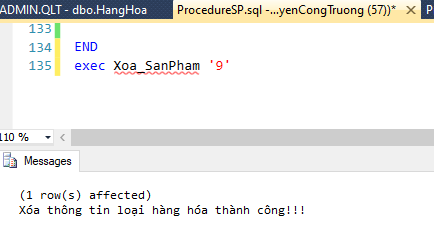 ADMIN.QLT - dbo.HangHoa
ProcedureSP.sql -...yenCongTruong (57))*
P
133
134 END
135 exec Xoa_SanPham '9'
110 %
Messages
(1 row(s) affected)
Xóa thông tin loại hàng hóa thành công!!!